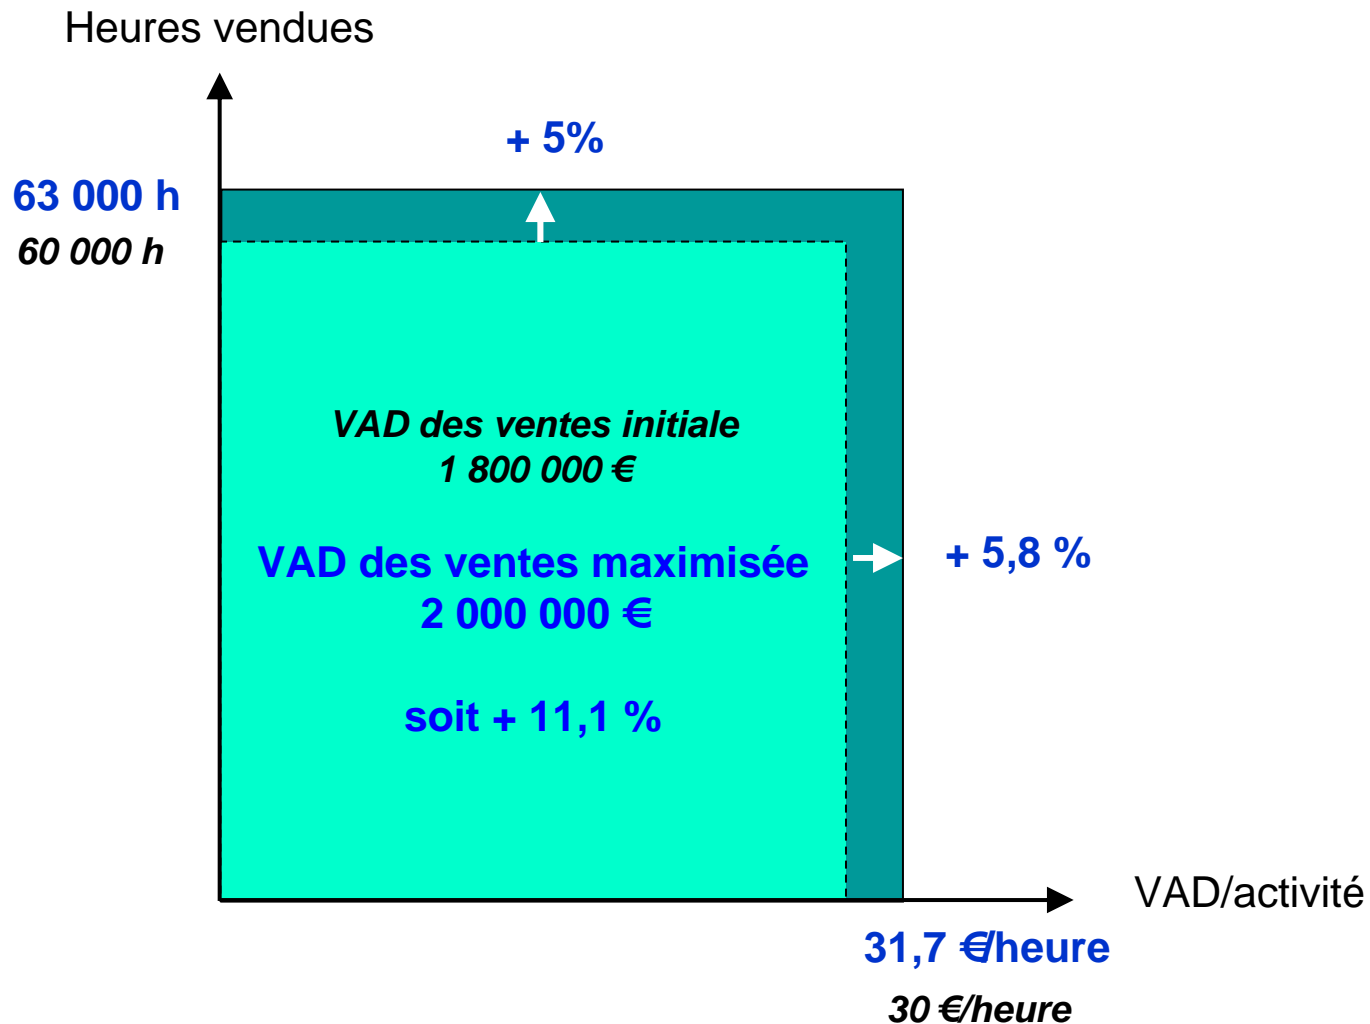 Heures vendues
+ 5%
63 000 h
60 000 h
VAD des ventes initiale
1 800 000 €
VAD des ventes maximisée
2 000 000 €
+ 5,8 %
soit + 11,1 %
VAD/activité
31,7 €/heure
30 €/heure